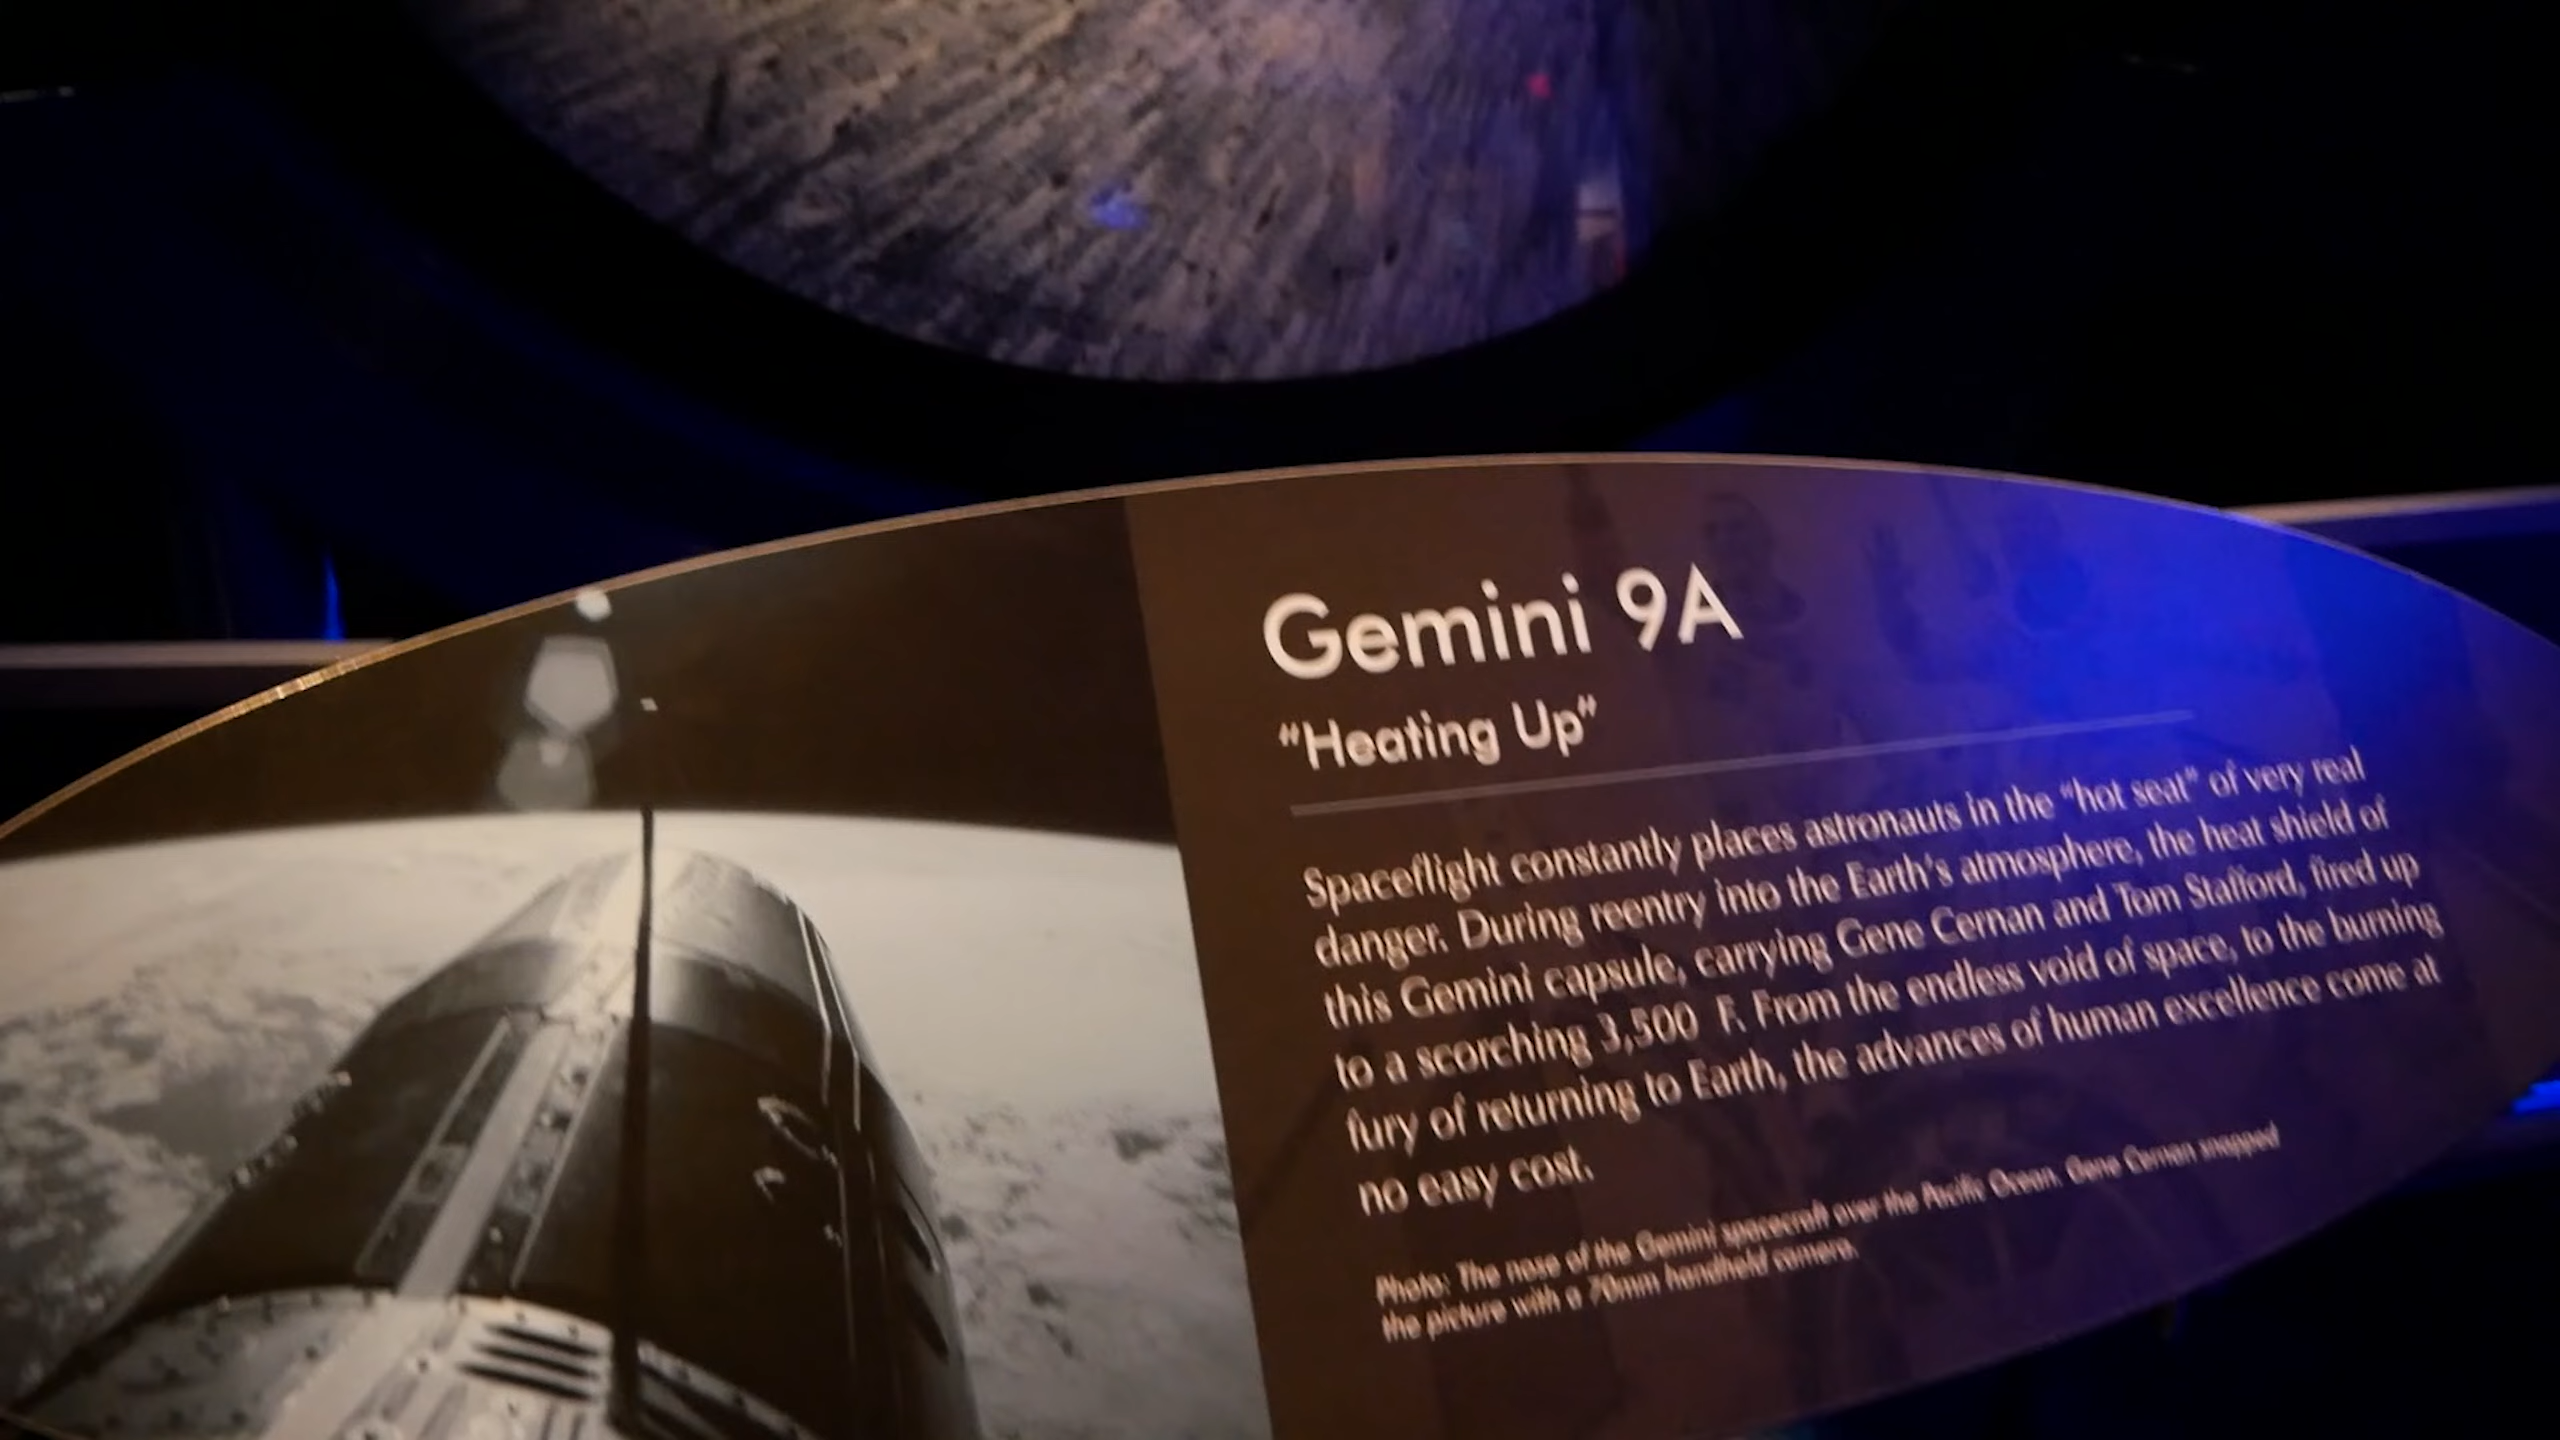 Gemini 9A
“Heating Up”
Spaceflight constantly places astronauts in the “hot seat” of very real
danger. During reentry into the Earth’s atmosphere, the heat shield of
this Gemini capsule, carrying Gene Cernan and Tom Stafford, fired up
to a scorching 3,500 F. From the endless void of space, to the burning
fury of returning to Earth, the advances of human excellence come at
no easy cost.
Photo: The nose of the Gemini spacecraft over the Pacific Ocean. Gene Cernan snapped
the picture with a 70mm handheld camera.